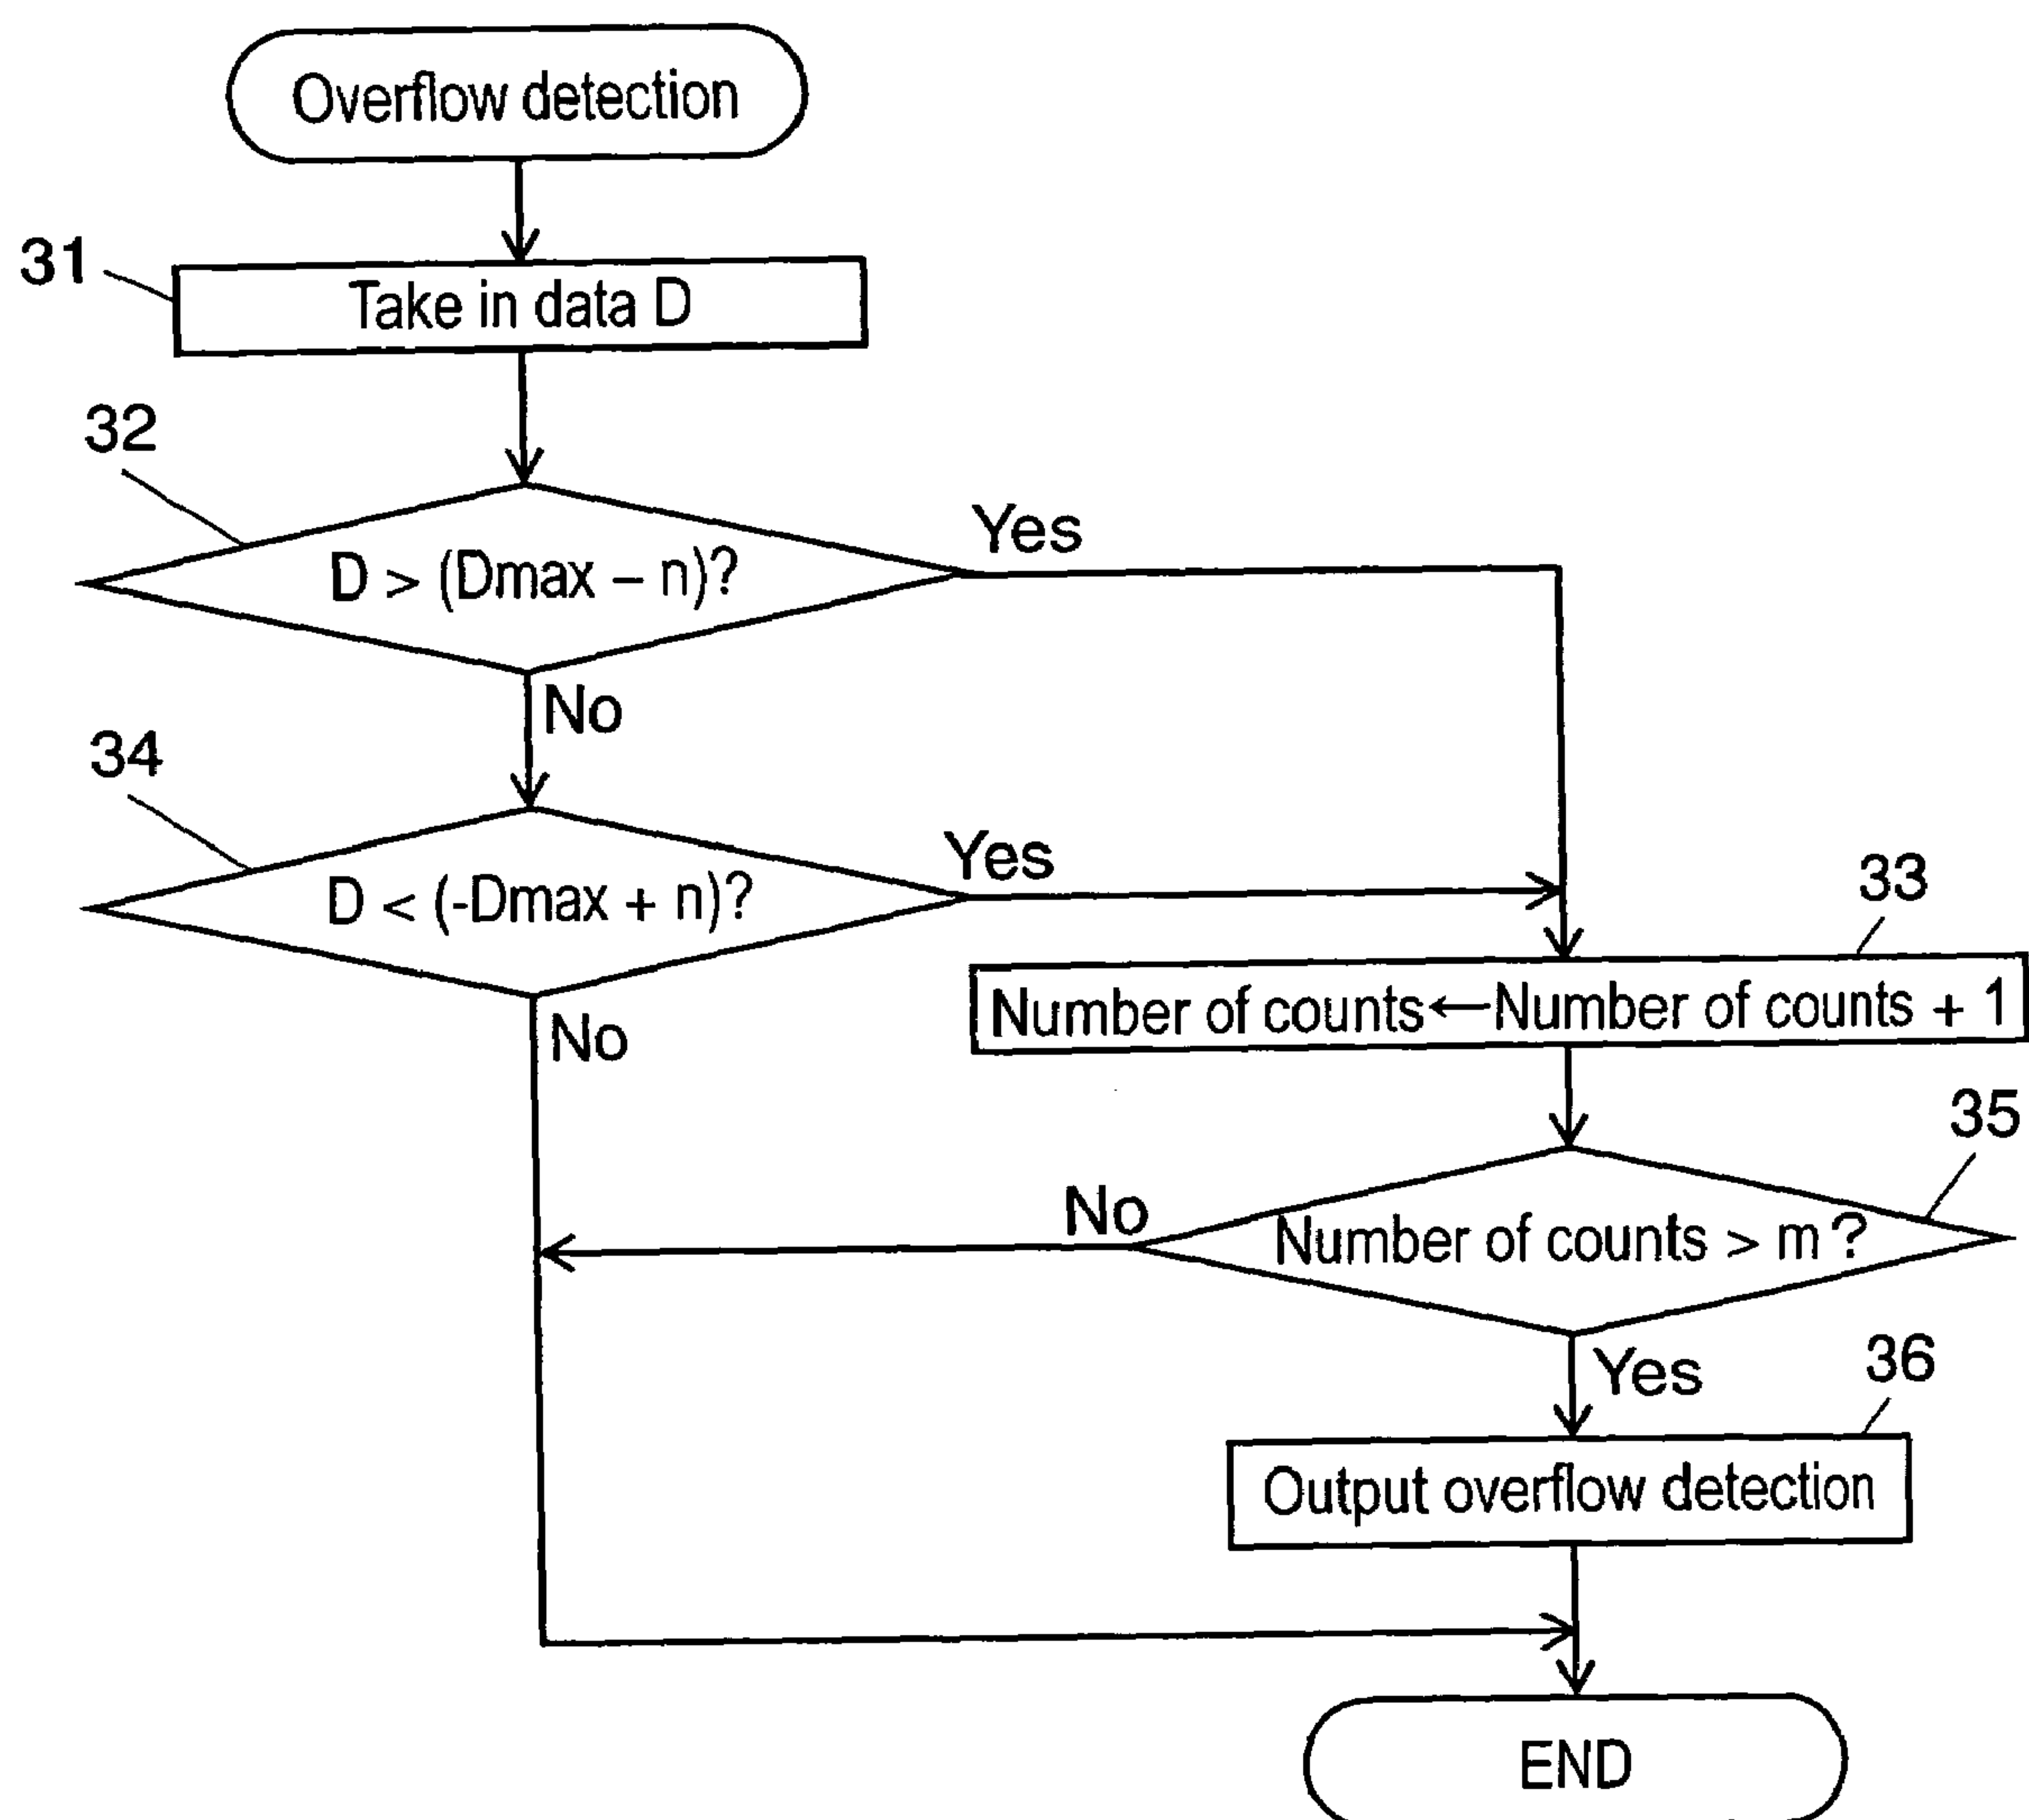 Overflow detection
31
Take in data D
32
D > (Dmax – n)?
Yes
No
34
D < (-Dmax + n)?
Yes
No
33
Number of counts←Number of counts + 1
35
Number of counts > m ?
No
Yes
36
Output overflow detection
END